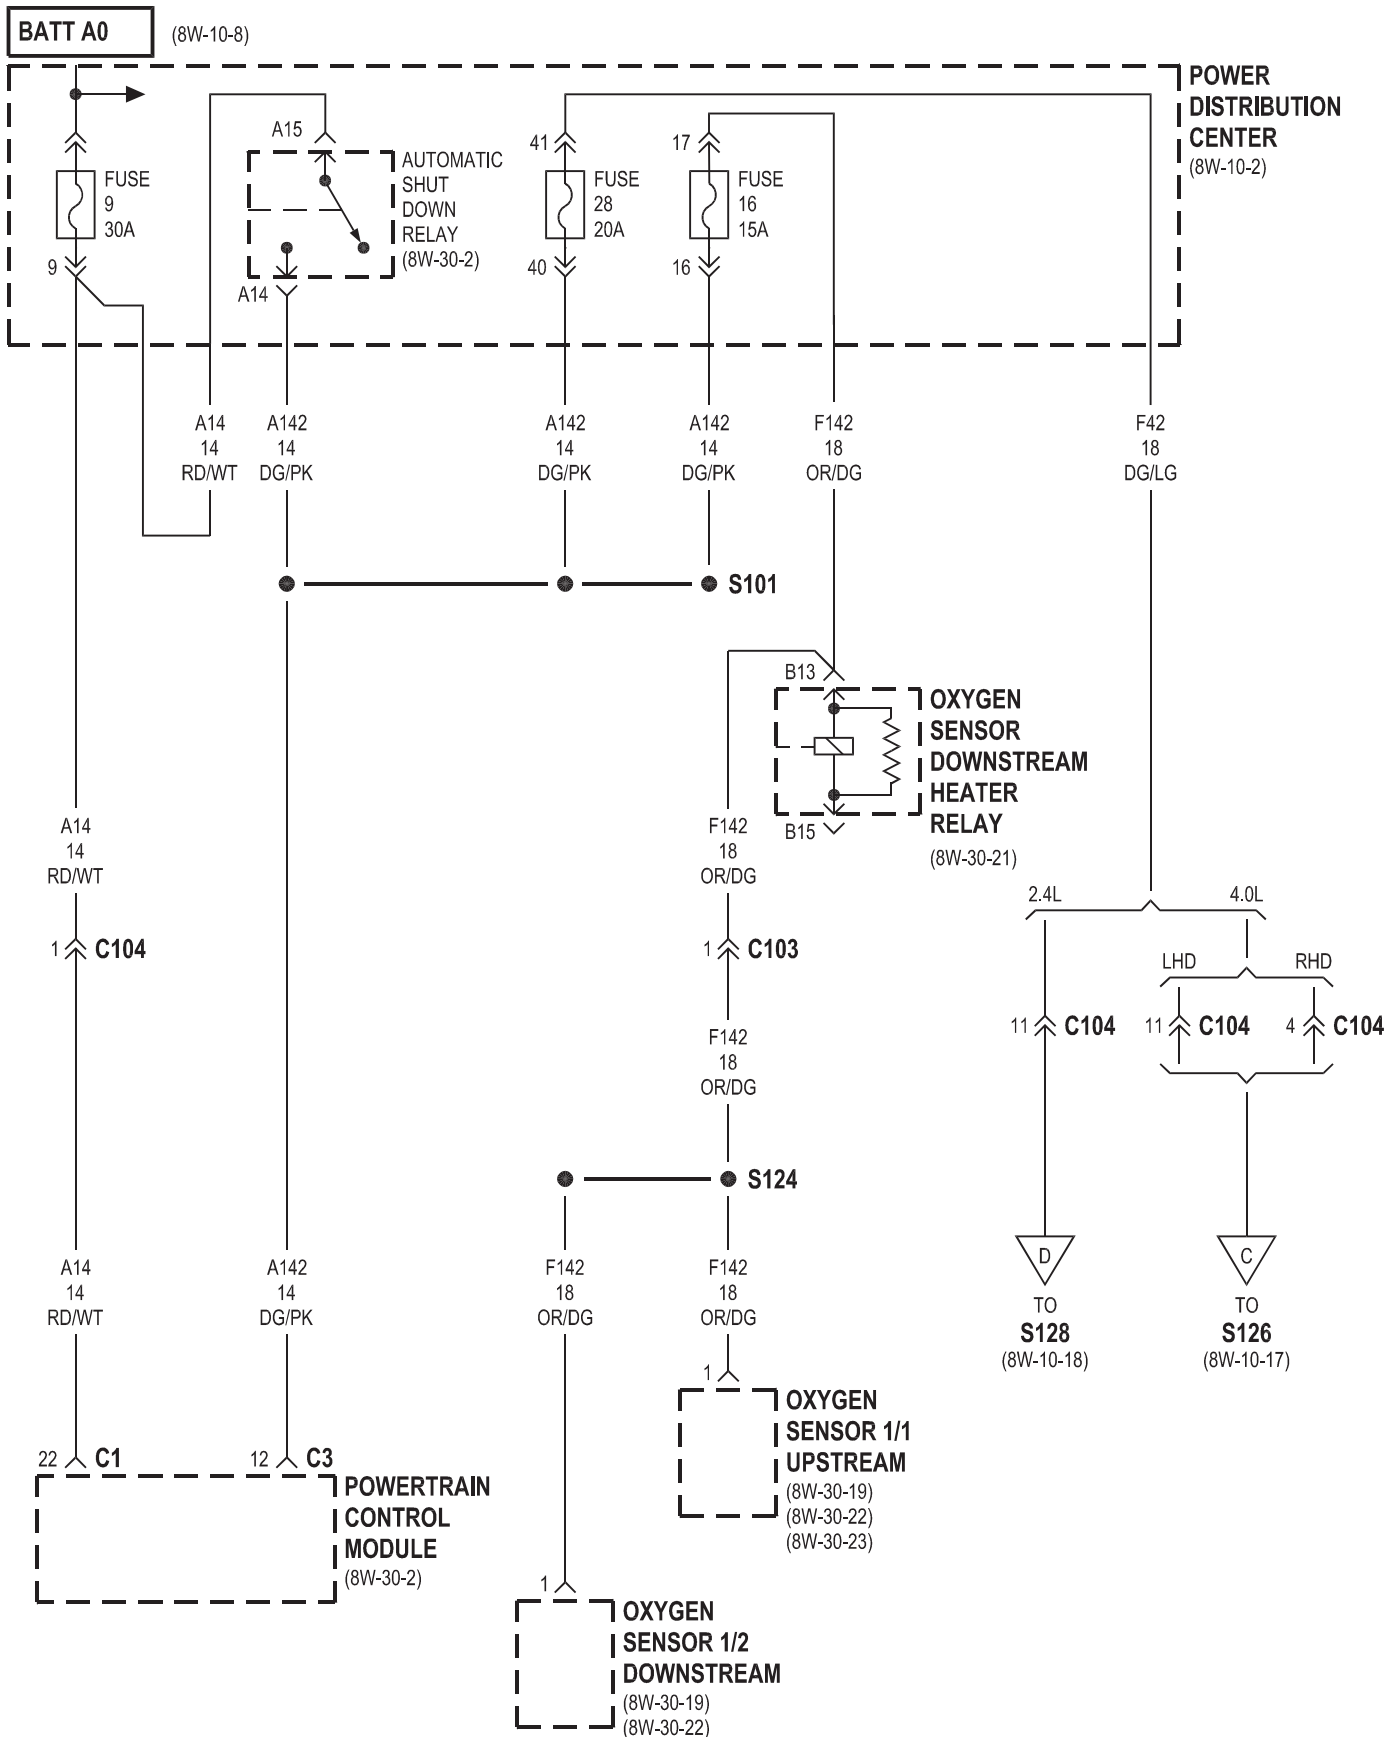 BATT A0
(8W-10-8)
POWER
DISTRIBUTION
CENTER
(8W-10-2)
FUSE
9
30A
9
A15
AUTOMATIC
SHUT
DOWN
RELAY
(8W-30-2)
A14
41
FUSE
28
20A
40
17
FUSE
16
15A
16
A14
14
RD/WT
A142
14
DG/PK
A142
14
DG/PK
A142
14
DG/PK
F142
18
OR/DG
F42
18
DG/LG
S101
B13
OXYGEN
SENSOR
DOWNSTREAM
HEATER
RELAY
(8W-30-21)
B15
A14
14
RD/WT
F142
18
OR/DG
1 C104
1 C103
2.4L
4.0L
LHD
RHD
11 C104
11 C104
4 C104
F142
18
OR/DG
S124
A14
14
RD/WT
A142
14
DG/PK
F142
18
OR/DG
F142
18
OR/DG
D
TO
S128
(8W-10-18)
C
TO
S126
(8W-10-17)
1
OXYGEN
SENSOR 1/1
UPSTREAM
(8W-30-19)
(8W-30-22)
(8W-30-23)
22 C1
12 C3
POWERTRAIN
CONTROL
MODULE
(8W-30-2)
1
OXYGEN
SENSOR 1/2
DOWNSTREAM
(8W-30-19)
(8W-30-22)